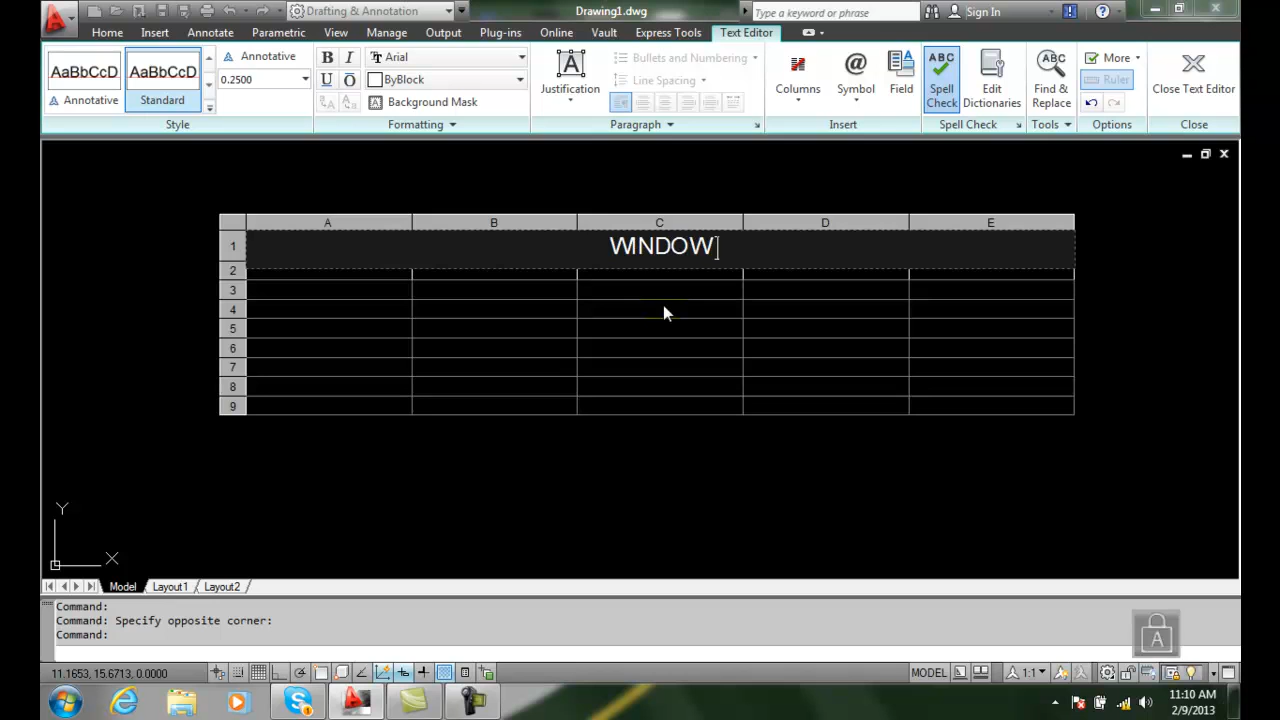 Drafting & Annotation
Drawing1.dwg
Type a keyword or phrase
Sign In
Home
Insert
Annotate
Parametric
View
Manage
Output
Plug-ins
Online
Vault
Express Tools
Text Editor
AaBbCcD
AaBbCcD
Annotative
Standard
Annotative
0.2500
Style
B
I
U
O
Arial
ByBlock
Background Mask
Formatting
A
Justification
Bullets and Numbering
Line Spacing
Paragraph
Columns
@
Symbol
Field
Insert
ABC
Spell
Check
Edit
Dictionaries
Spell Check
ABC
Find &
Replace
Tools
More
Ruler
Options
Close Text Editor
Close
A B C D E
1 WINDOW
2
3
4
5
6
7
8
9
Y
X
Model
Layout1
Layout2
Command:
Command: Specify opposite corner:
Command:
A
11.1653, 15.6713, 0.0000
MODEL
1:1
11:10 AM
2/9/2013